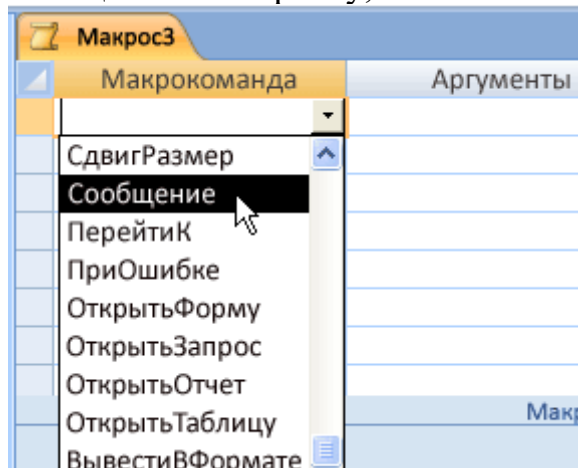 Макрос3
Макрокоманда Аргументы
СдвигРазмер
Сообщение
ПерейтиК
ПриОшибке
ОткрытьФорму
ОткрытьЗапрос
ОткрытьОтчет
ОткрытьТаблицу
ВывестиВФормате